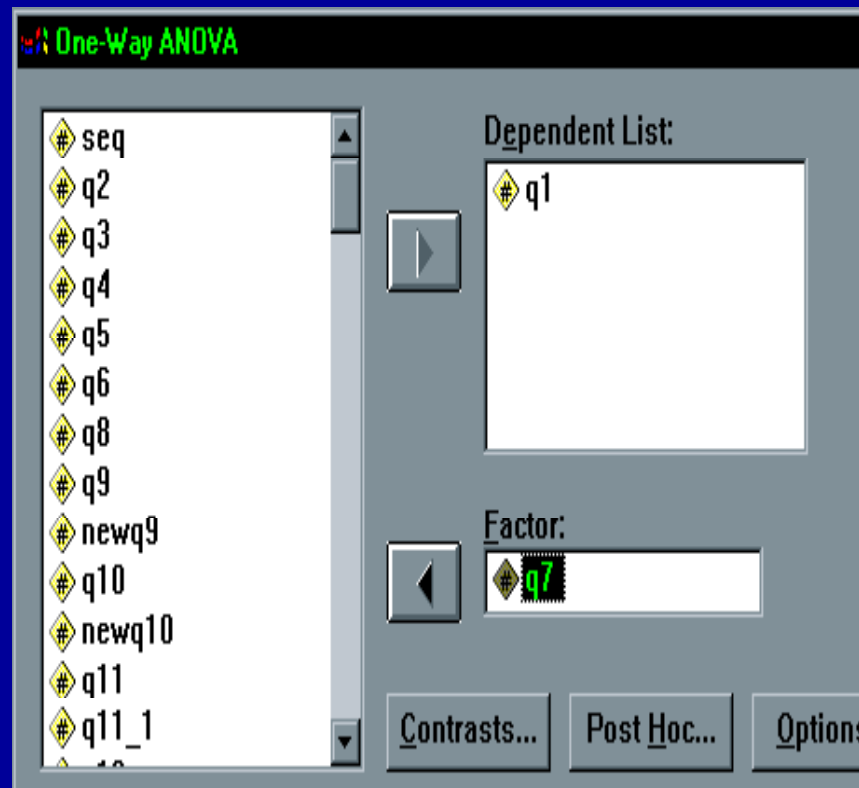 One-Way ANOVA
seq
q2
q3
q4
q5
q6
q8
q9
newq9
q10
newq10
q11
q11_1
Dependent List:
q1
Factor:
q7
Contrasts...
Post Hoc...
Options